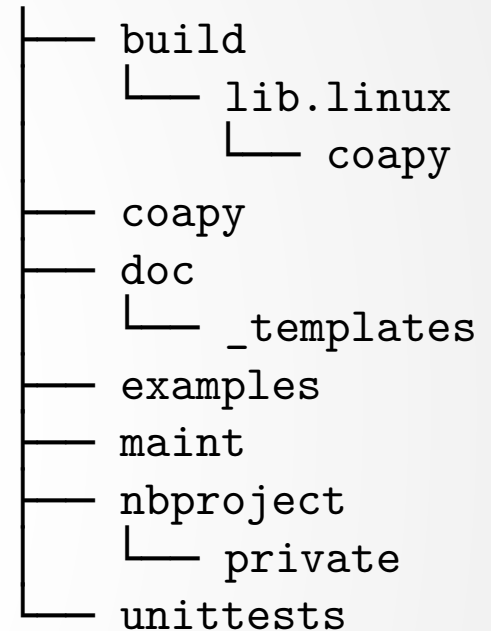 build
lib.linux
coapy
coapy
doc
_templates
examples
maint
nbproject
private
unittests